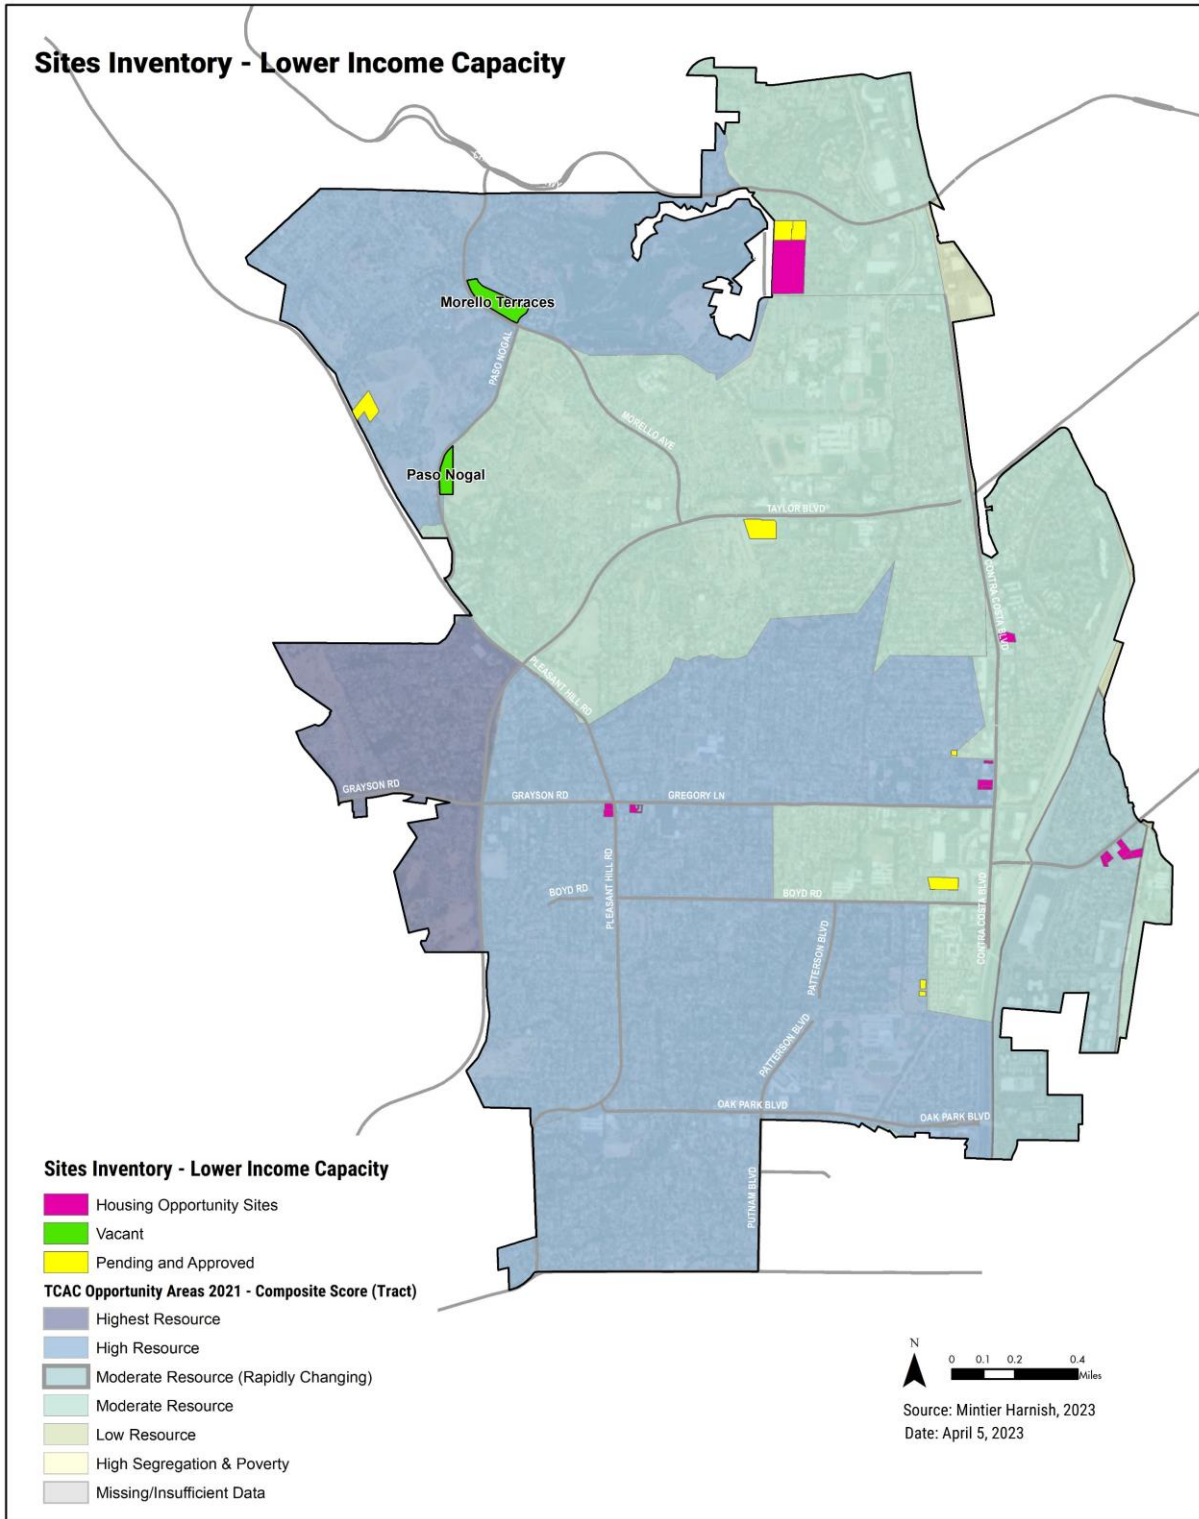 Sites Inventory - Lower Income Capacity
Morello Terraces
PASO NOGAL
MORELLO AVE
Paso Nogal
TAYLOR BLVD
CONTRA COSTA BLVD
PLEASANT HILL RD
GRAYSON RD
GRAYSON RD
GREGORY LN
PLEASANT HILL RD
BOYD RD
BOYD RD
CONTRA COSTA BLVD
PATTERSON BLVD
PATTERSON BLVD
OAK PARK BLVD
OAK PARK BLVD
PUTNAM BLVD
Sites Inventory - Lower Income Capacity
Housing Opportunity Sites
Vacant
Pending and Approved
TCAC Opportunity Areas 2021 - Composite Score (Tract)
Highest Resource
High Resource
Moderate Resource (Rapidly Changing)
Moderate Resource
Low Resource
High Segregation & Poverty
Missing/Insufficient Data
N
0 0.1 0.2 0.4
Miles
Source: Mintier Harnish, 2023
Date: April 5, 2023